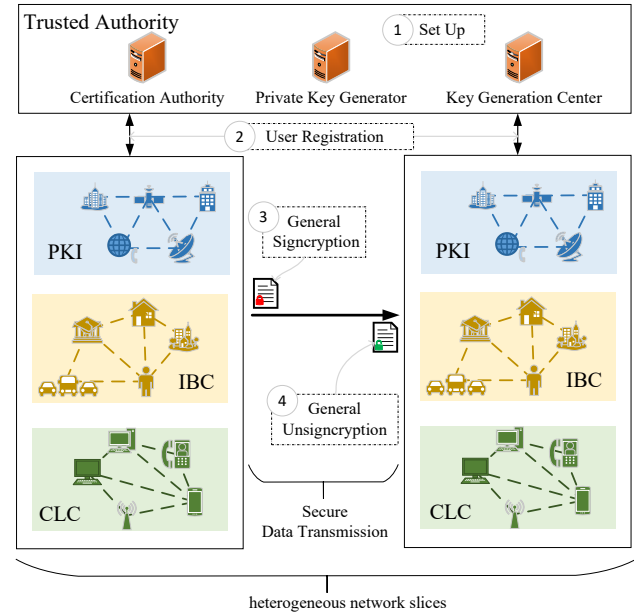 Trusted Authority
1 Set Up
Certification Authority
Private Key Generator
Key Generation Center
2 User Registration
PKI
IBC
CLC
3 General
Signcryption
4 General
Unsigncryption
Secure
Data Transmission
PKI
IBC
CLC
heterogeneous network slices